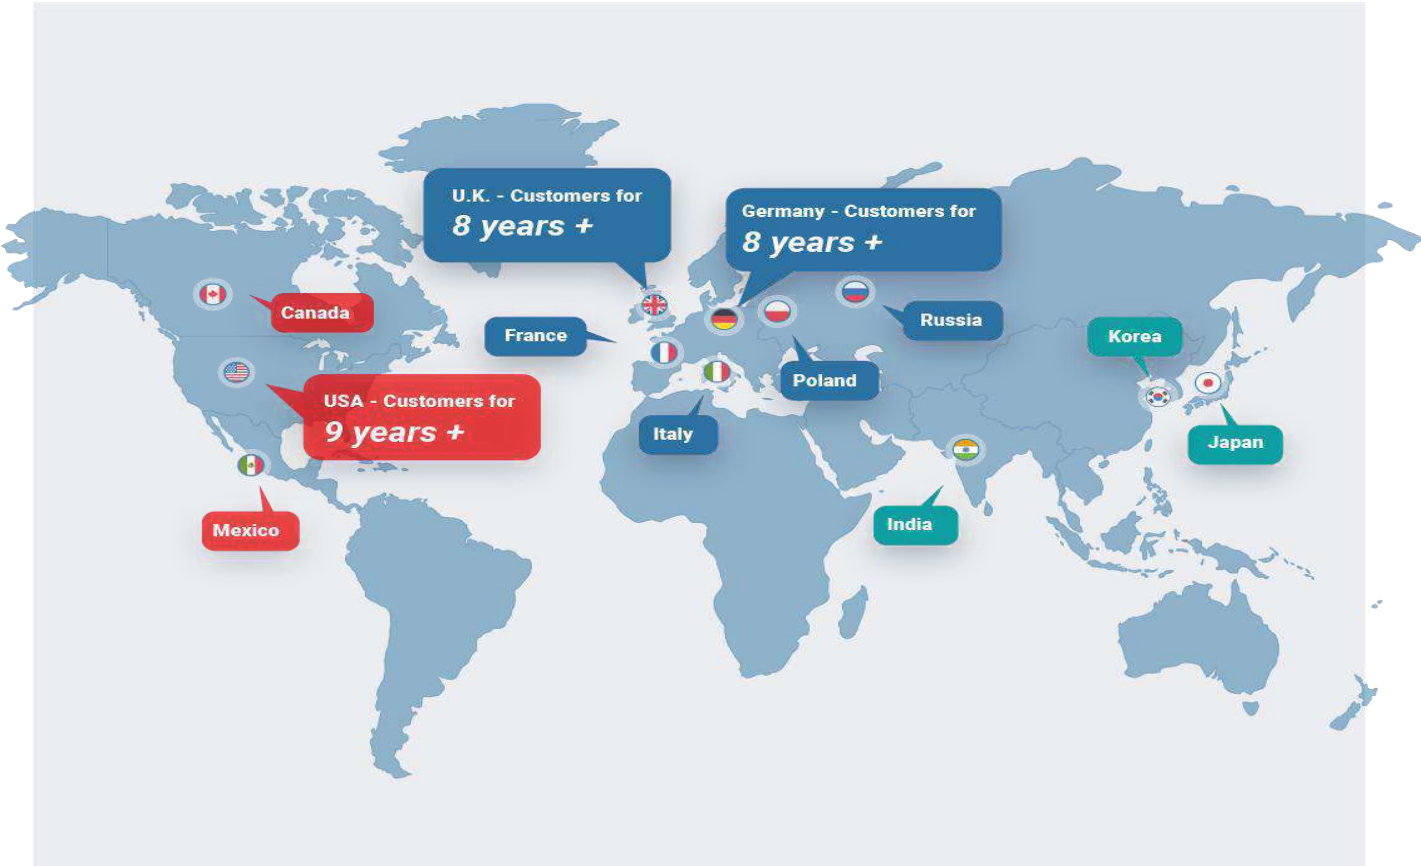 U.K. - Customers for
8 years +
Germany - Customers for
8 years +
Canada
France
Russia
Korea
Poland
USA - Customers for
9 years +
Italy
Japan
India
Mexico